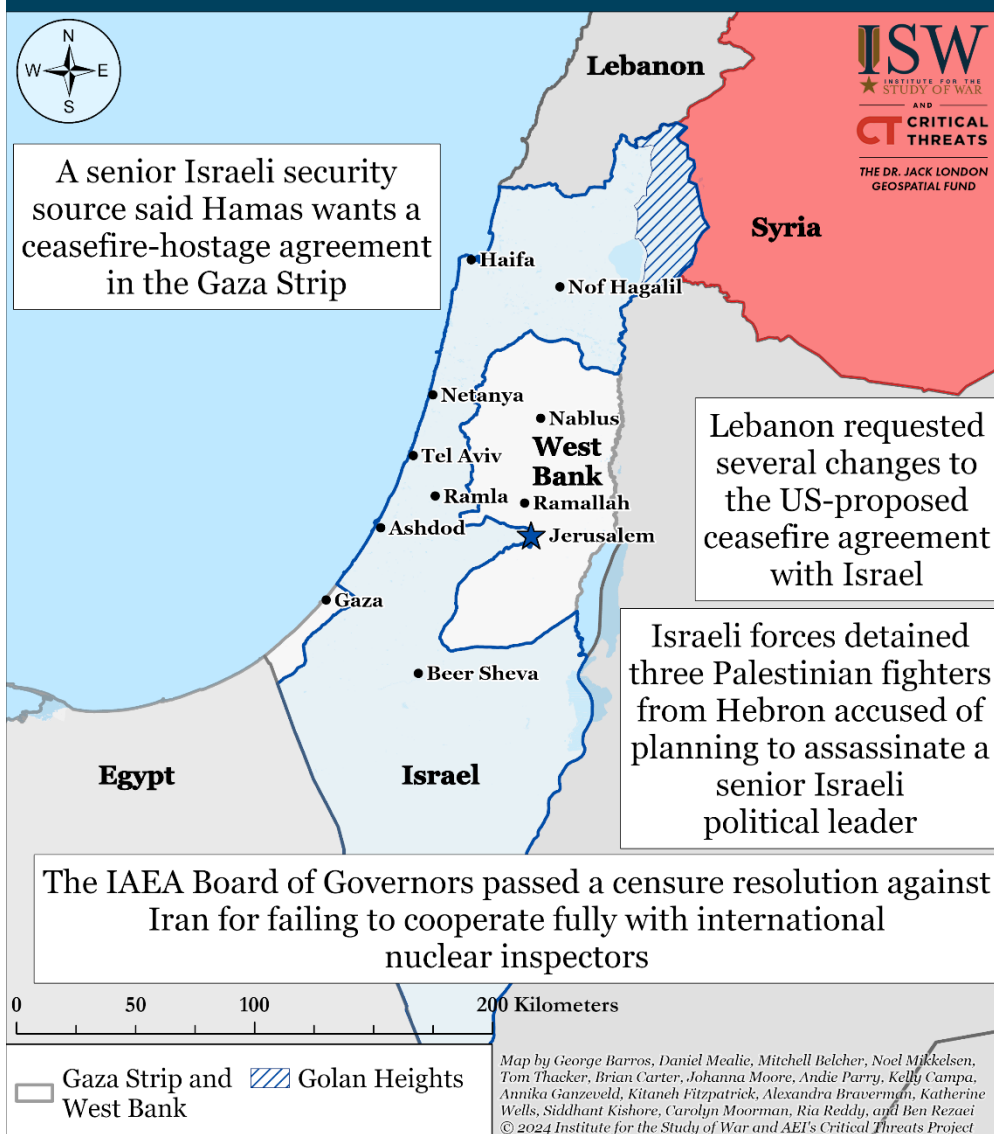 N
W
E
S
Lebanon
ISW
INSTITUTE FOR THE
STUDY OF WAR
AND
CT CRITICAL
THREATS
THE DR. JACK LONDON
GEOSPATIAL FUND
A senior Israeli security
source said Hamas wants a
ceasefire-hostage agreement
in the Gaza Strip
Syria
Haifa
Nof Hagalil
Netanya
Nablus
West
Bank
Tel Aviv
Ramla
Ramallah
Ashdod
Jerusalem
Gaza
Beer Sheva
Lebanon requested
several changes to
the US-proposed
ceasefire agreement
with Israel
Israeli forces detained
three Palestinian fighters
from Hebron accused of
planning to assassinate a
senior Israeli
political leader
Egypt
Israel
The IAEA Board of Governors passed a censure resolution against
Iran for failing to cooperate fully with international
nuclear inspectors
0 50 100 200 Kilometers
Gaza Strip and
West Bank
Golan Heights
Map by George Barros, Daniel Mealie, Mitchell Belcher, Noel Mikkelsen,
Tom Thacker, Brian Carter, Johanna Moore, Andie Parry, Kelly Campa,
Annika Ganzeveld, Kitaneh Fitzpatrick, Alexandra Braverman, Katherine
Wells, Siddhant Kishore, Carolyn Moorman, Ria Reddy, and Ben Rezaei
© 2024 Institute for the Study of War and AEI's Critical Threats Project